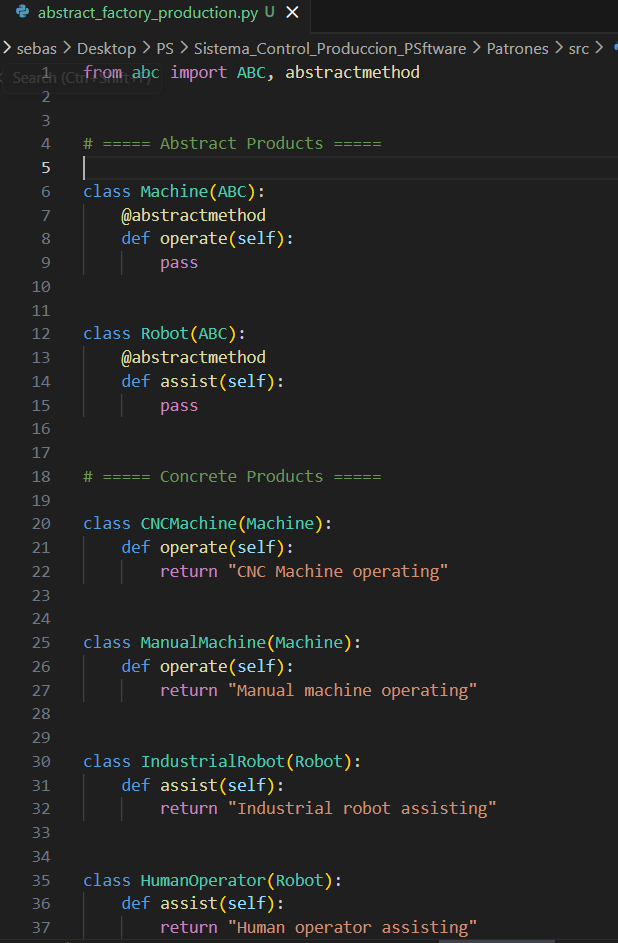 abstract_factory_production.py U
sebas > Desktop > PS > Sistema_Control_Produccion_PSftware > Patrones > src >
Search (Ctrl+Shift+F)
1 from abc import ABC, abstractmethod
2
3
4 # ===== Abstract Products =====
5
6 class Machine(ABC):
7 @abstractmethod
8 def operate(self):
9 pass
10
11
12 class Robot(ABC):
13 @abstractmethod
14 def assist(self):
15 pass
16
17
18 # ===== Concrete Products =====
19
20 class CNCMachine(Machine):
21 def operate(self):
22 return "CNC Machine operating"
23
24
25 class ManualMachine(Machine):
26 def operate(self):
27 return "Manual machine operating"
28
29
30 class IndustrialRobot(Robot):
31 def assist(self):
32 return "Industrial robot assisting"
33
34
35 class HumanOperator(Robot):
36 def assist(self):
37 return "Human operator assisting"